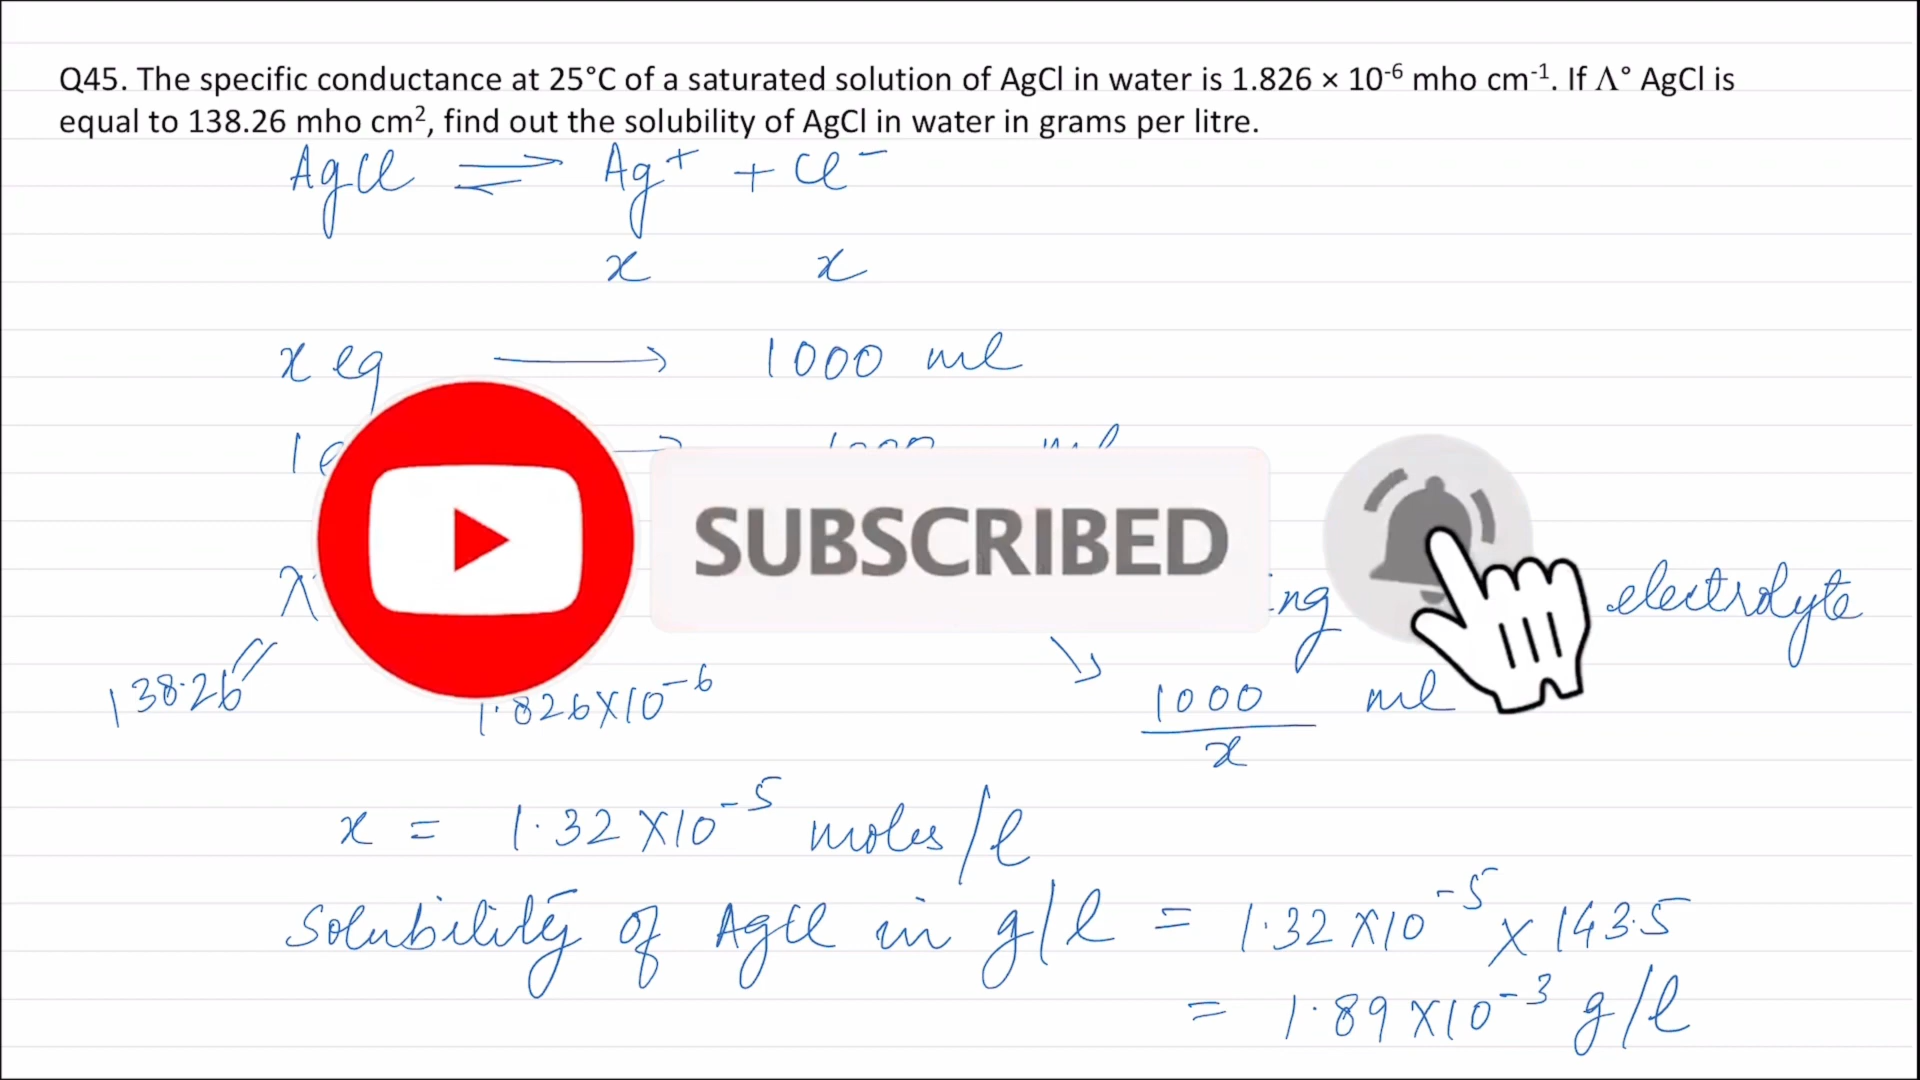 Q45. The specific conductance at 25°C of a saturated solution of AgCl in water is 1.826 × 10⁻⁶ mho cm⁻¹. If Λ° AgCl is
equal to 138.26 mho cm², find out the solubility of AgCl in water in grams per litre.
AgCl ⇌ Ag⁺ + Cl⁻
x x
x eq → 1000 ml
1 → 1000 ml
SUBSCRIBED
λ ing electrolyte
138.26 1.826×10⁻⁶ 1000/x ml
x = 1.32×10⁻⁵ moles/l
Solubility of AgCl in g/l = 1.32×10⁻⁵ × 143.5
= 1.89×10⁻³ g/l